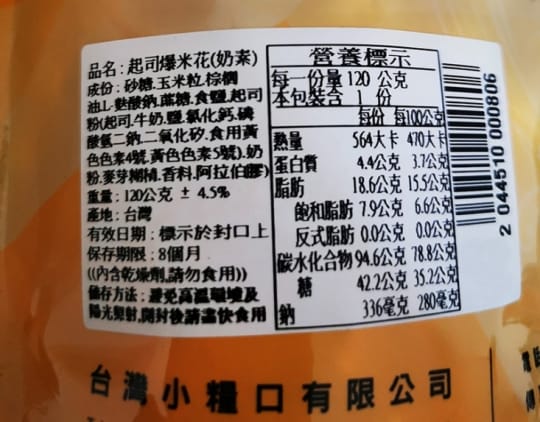 品名:起司爆米花(奶素)
成份:砂糖.玉米粒.棕櫚
油.L-麩酸鈉.蔗糖.食鹽.起司
粉(起司.牛奶.鹽.氯化鈣.磷
酸氫二鈉.二氧化矽.食用黃
色色素4號.黃色色素5號).奶
粉.麥芽糊精.香料.阿拉伯膠)
重量:120公克 ± 4.5%
產地:台灣
有效日期:標示於封口上
保存期限:8個月
((內含乾燥劑,請勿食用))
儲存方法:避免高溫環境及
陽光照射,開封後請盡快食用
營養標示
每一份量 120 公克
本包裝含 1 份
每份 每100公克
熱量 564大卡 470大卡
蛋白質 4.4公克 3.7公克
脂肪 18.6公克 15.5公克
飽和脂肪 7.9公克 6.6公克
反式脂肪 0.0公克 0.0公克
碳水化合物 94.6公克 78.8公克
糖 42.2公克 35.2公克
鈉 336毫克 280毫克
2 044510 000806
台灣小糧口有限公司